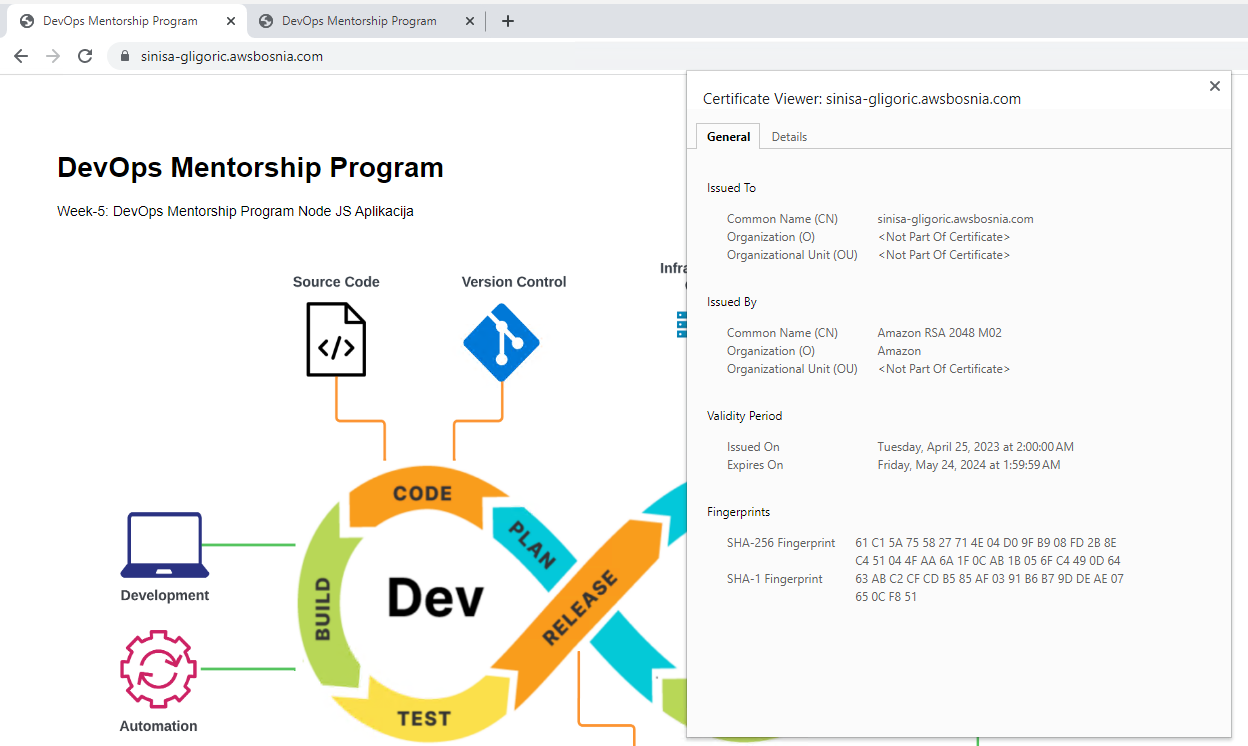 DevOps Mentorship Program
DevOps Mentorship Program
sinisa-gligoric.awsbosnia.com
DevOps Mentorship Program
Week-5: DevOps Mentorship Program Node JS Aplikacija
Source Code
Version Control
Infra
CODE
PLAN
BUILD
Dev
RELEASE
TEST
Development
Automation
Certificate Viewer: sinisa-gligoric.awsbosnia.com
General Details
Issued To
Common Name (CN) sinisa-gligoric.awsbosnia.com
Organization (O) <Not Part Of Certificate>
Organizational Unit (OU) <Not Part Of Certificate>
Issued By
Common Name (CN) Amazon RSA 2048 M02
Organization (O) Amazon
Organizational Unit (OU) <Not Part Of Certificate>
Validity Period
Issued On Tuesday, April 25, 2023 at 2:00:00 AM
Expires On Friday, May 24, 2024 at 1:59:59 AM
Fingerprints
SHA-256 Fingerprint 61 C1 5A 75 58 27 71 4E 04 D0 9F B9 08 FD 2B 8E
C4 51 04 4F AA 6A 1F 0C AB 1B 05 6F C4 49 0D 64
SHA-1 Fingerprint 63 AB C2 CF CD B5 85 AF 03 91 B6 B7 9D DE AE 07
65 0C F8 51